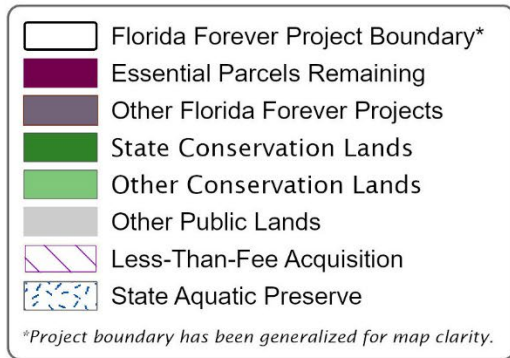 Florida Forever Project Boundary*
Essential Parcels Remaining
Other Florida Forever Projects
State Conservation Lands
Other Conservation Lands
Other Public Lands
Less-Than-Fee Acquisition
State Aquatic Preserve
*Project boundary has been generalized for map clarity.